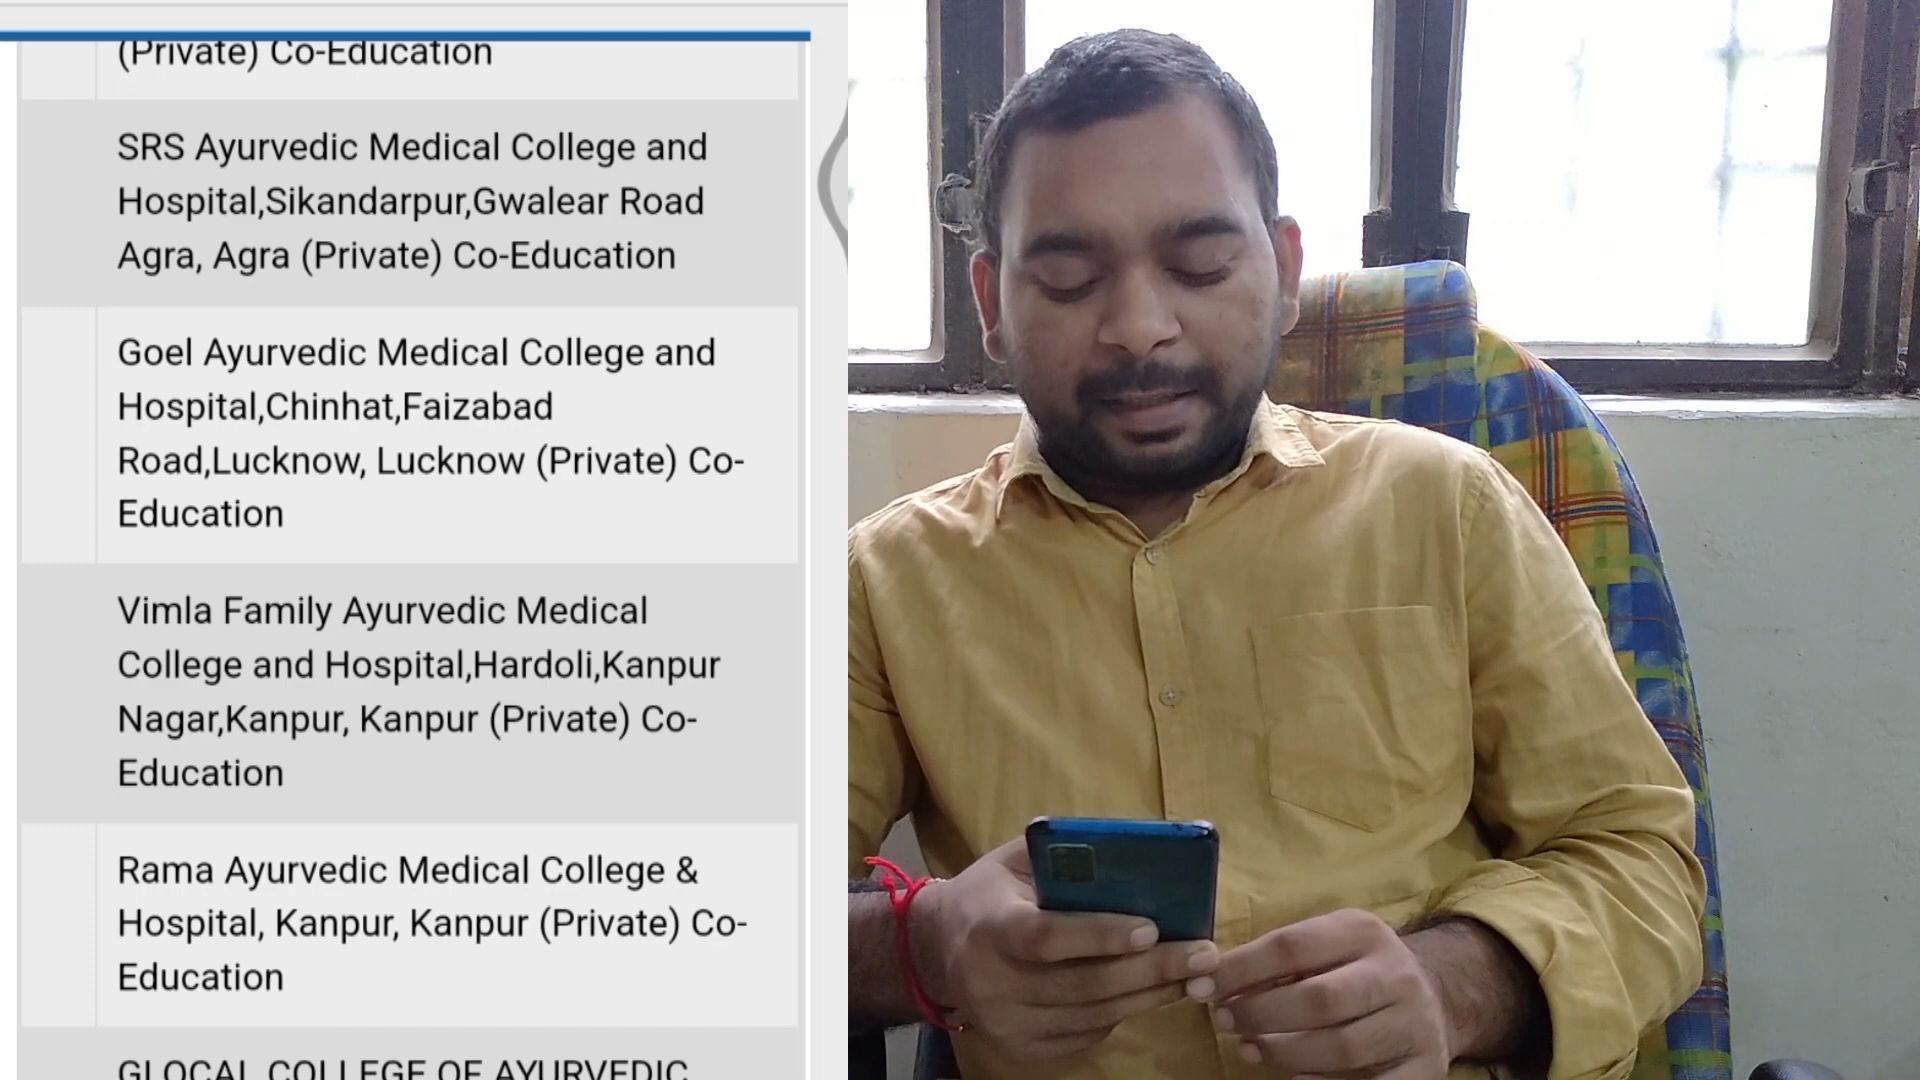 (Private) Co-Education
SRS Ayurvedic Medical College and
Hospital,Sikandarpur,Gwalear Road
Agra, Agra (Private) Co-Education
Goel Ayurvedic Medical College and
Hospital,Chinhat,Faizabad
Road,Lucknow, Lucknow (Private) Co-
Education
Vimla Family Ayurvedic Medical
College and Hospital,Hardoli,Kanpur
Nagar,Kanpur, Kanpur (Private) Co-
Education
Rama Ayurvedic Medical College &
Hospital, Kanpur, Kanpur (Private) Co-
Education
GLOCAL COLLEGE OF AYURVEDIC